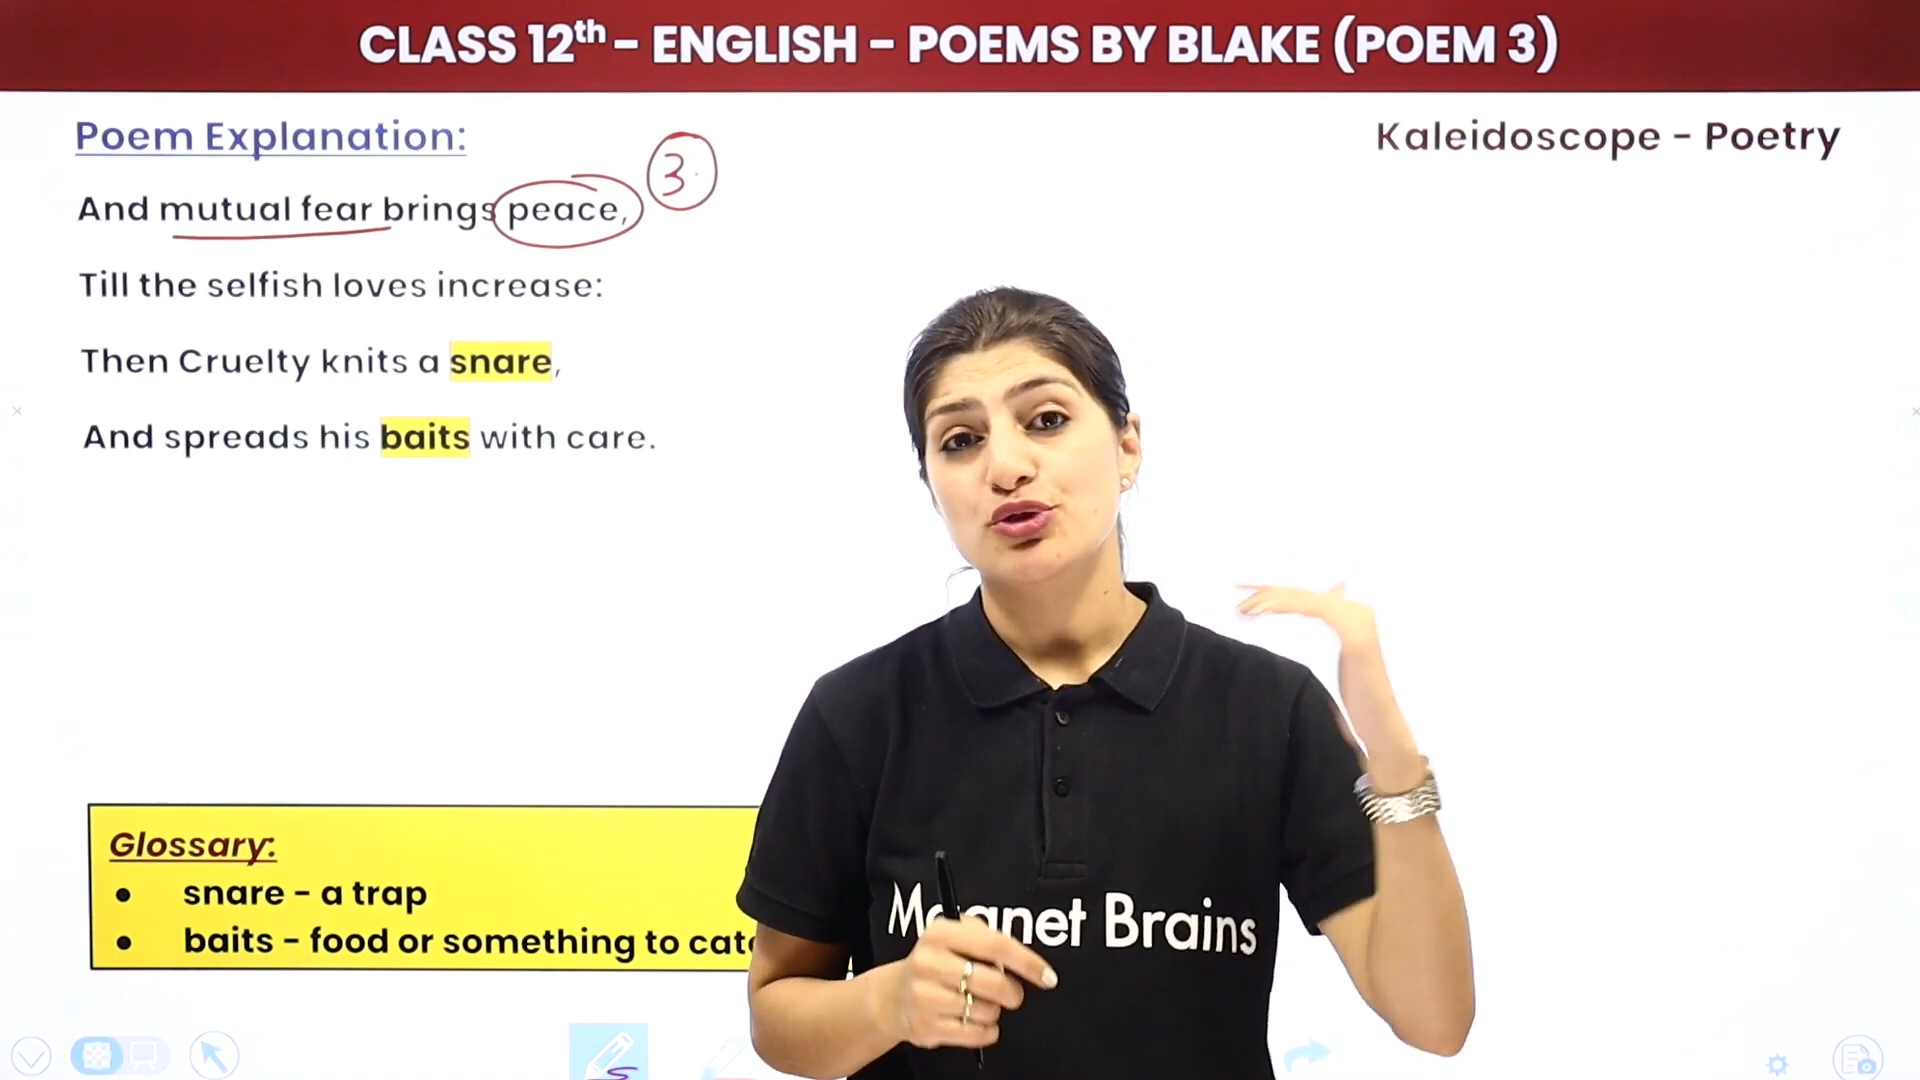 CLASS 12th - ENGLISH - POEMS BY BLAKE (POEM 3)
Poem Explanation:
Kaleidoscope - Poetry
3
And mutual fear brings peace,
Till the selfish loves increase:
Then Cruelty knits a snare,
And spreads his baits with care.
Glossary:
● snare - a trap
● baits - food or something to
Magnet Brains